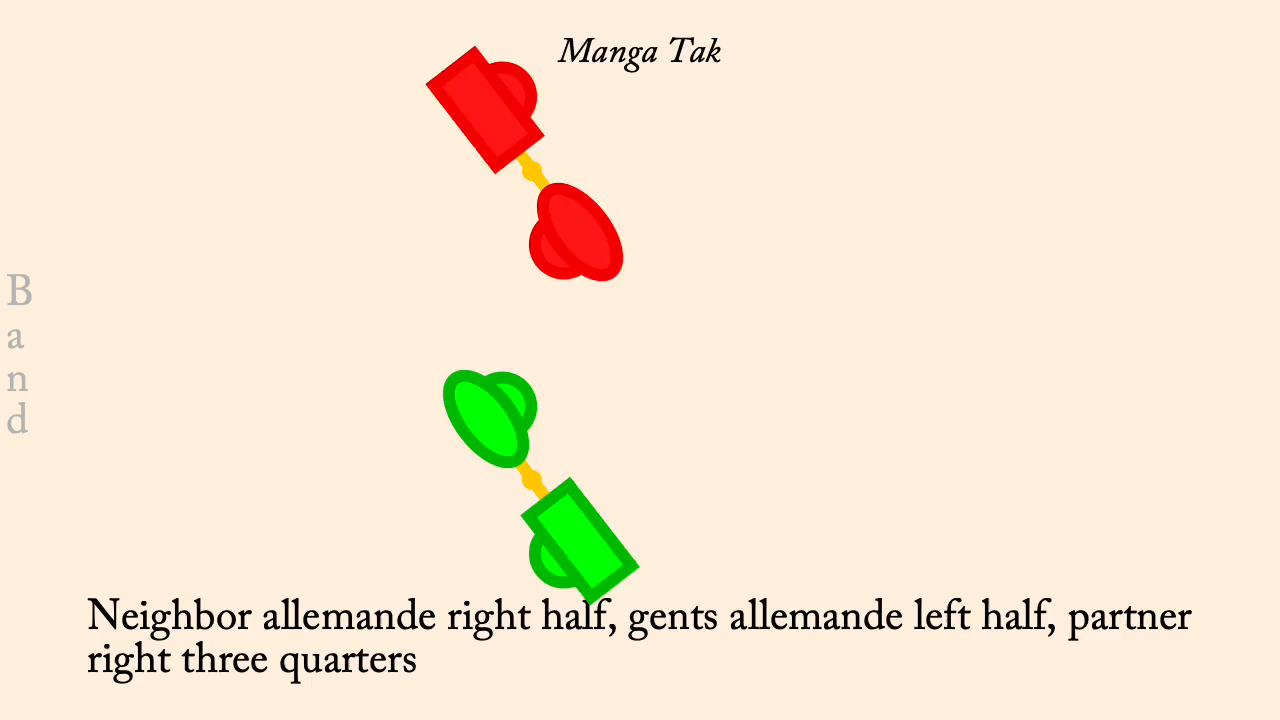 Manga Tak
B
a
n
d
Neighbor allemande right half, gents allemande left half, partner
right three quarters